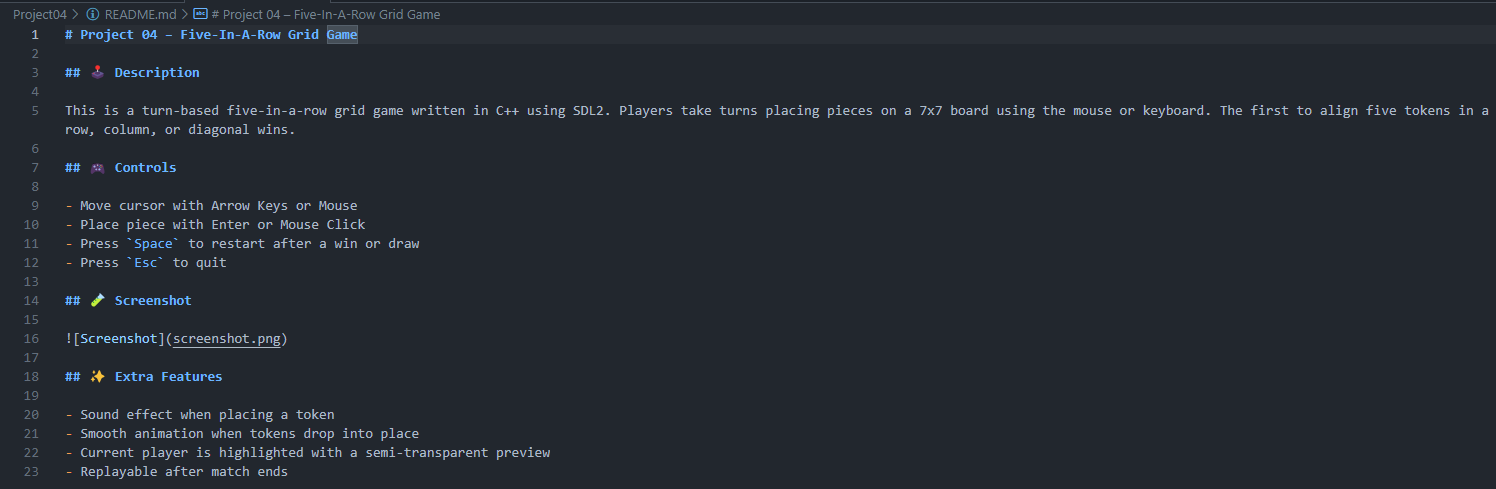 Project04 > README.md > # Project 04 – Five-In-A-Row Grid Game
1 # Project 04 – Five-In-A-Row Grid Game
2
3 ## 🕹️ Description
4
5 This is a turn-based five-in-a-row grid game written in C++ using SDL2. Players take turns placing pieces on a 7x7 board using the mouse or keyboard. The first to align five tokens in a
row, column, or diagonal wins.
6
7 ## 🎮 Controls
8
9 - Move cursor with Arrow Keys or Mouse
10 - Place piece with Enter or Mouse Click
11 - Press `Space` to restart after a win or draw
12 - Press `Esc` to quit
13
14 ## 🧪 Screenshot
15
16 ![Screenshot](screenshot.png)
17
18 ## ✨ Extra Features
19
20 - Sound effect when placing a token
21 - Smooth animation when tokens drop into place
22 - Current player is highlighted with a semi-transparent preview
23 - Replayable after match ends